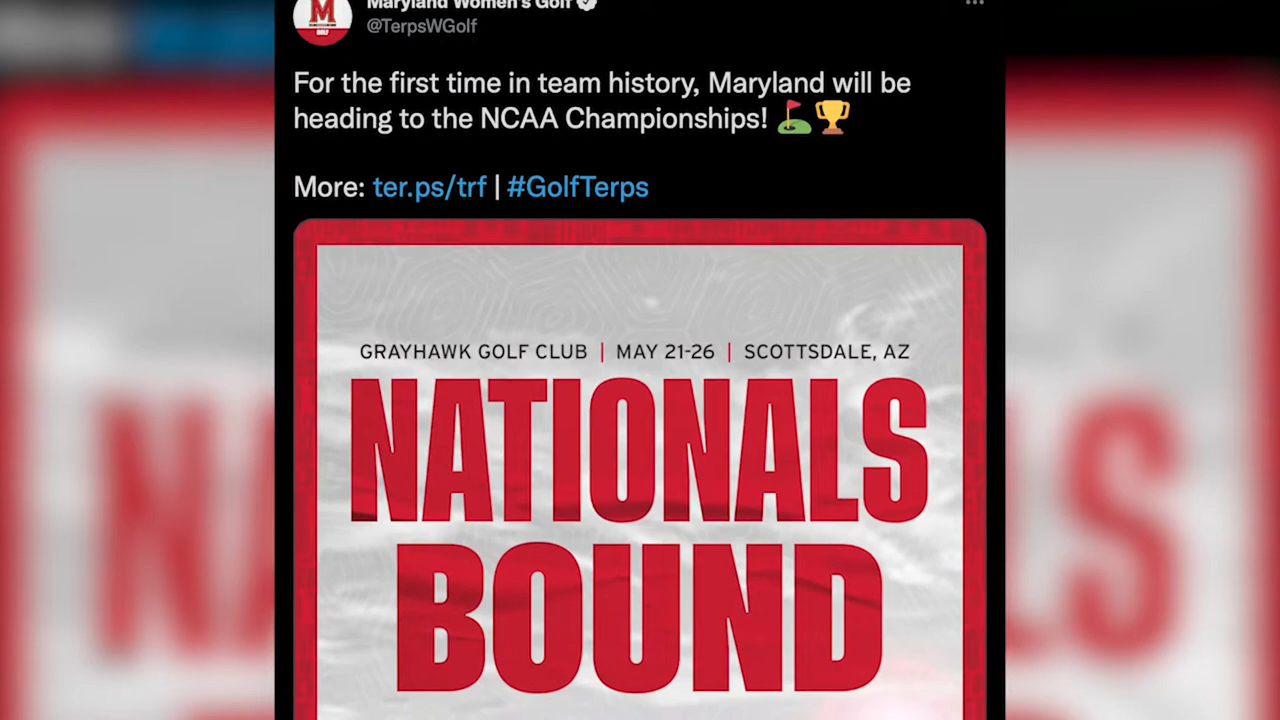 M
GOLF
Maryland Women's Golf
@TerpsWGolf
For the first time in team history, Maryland will be
heading to the NCAA Championships! ⛳🏆
More: ter.ps/trf | #GolfTerps
GRAYHAWK GOLF CLUB | MAY 21-26 | SCOTTSDALE, AZ
NATIONALS
BOUND